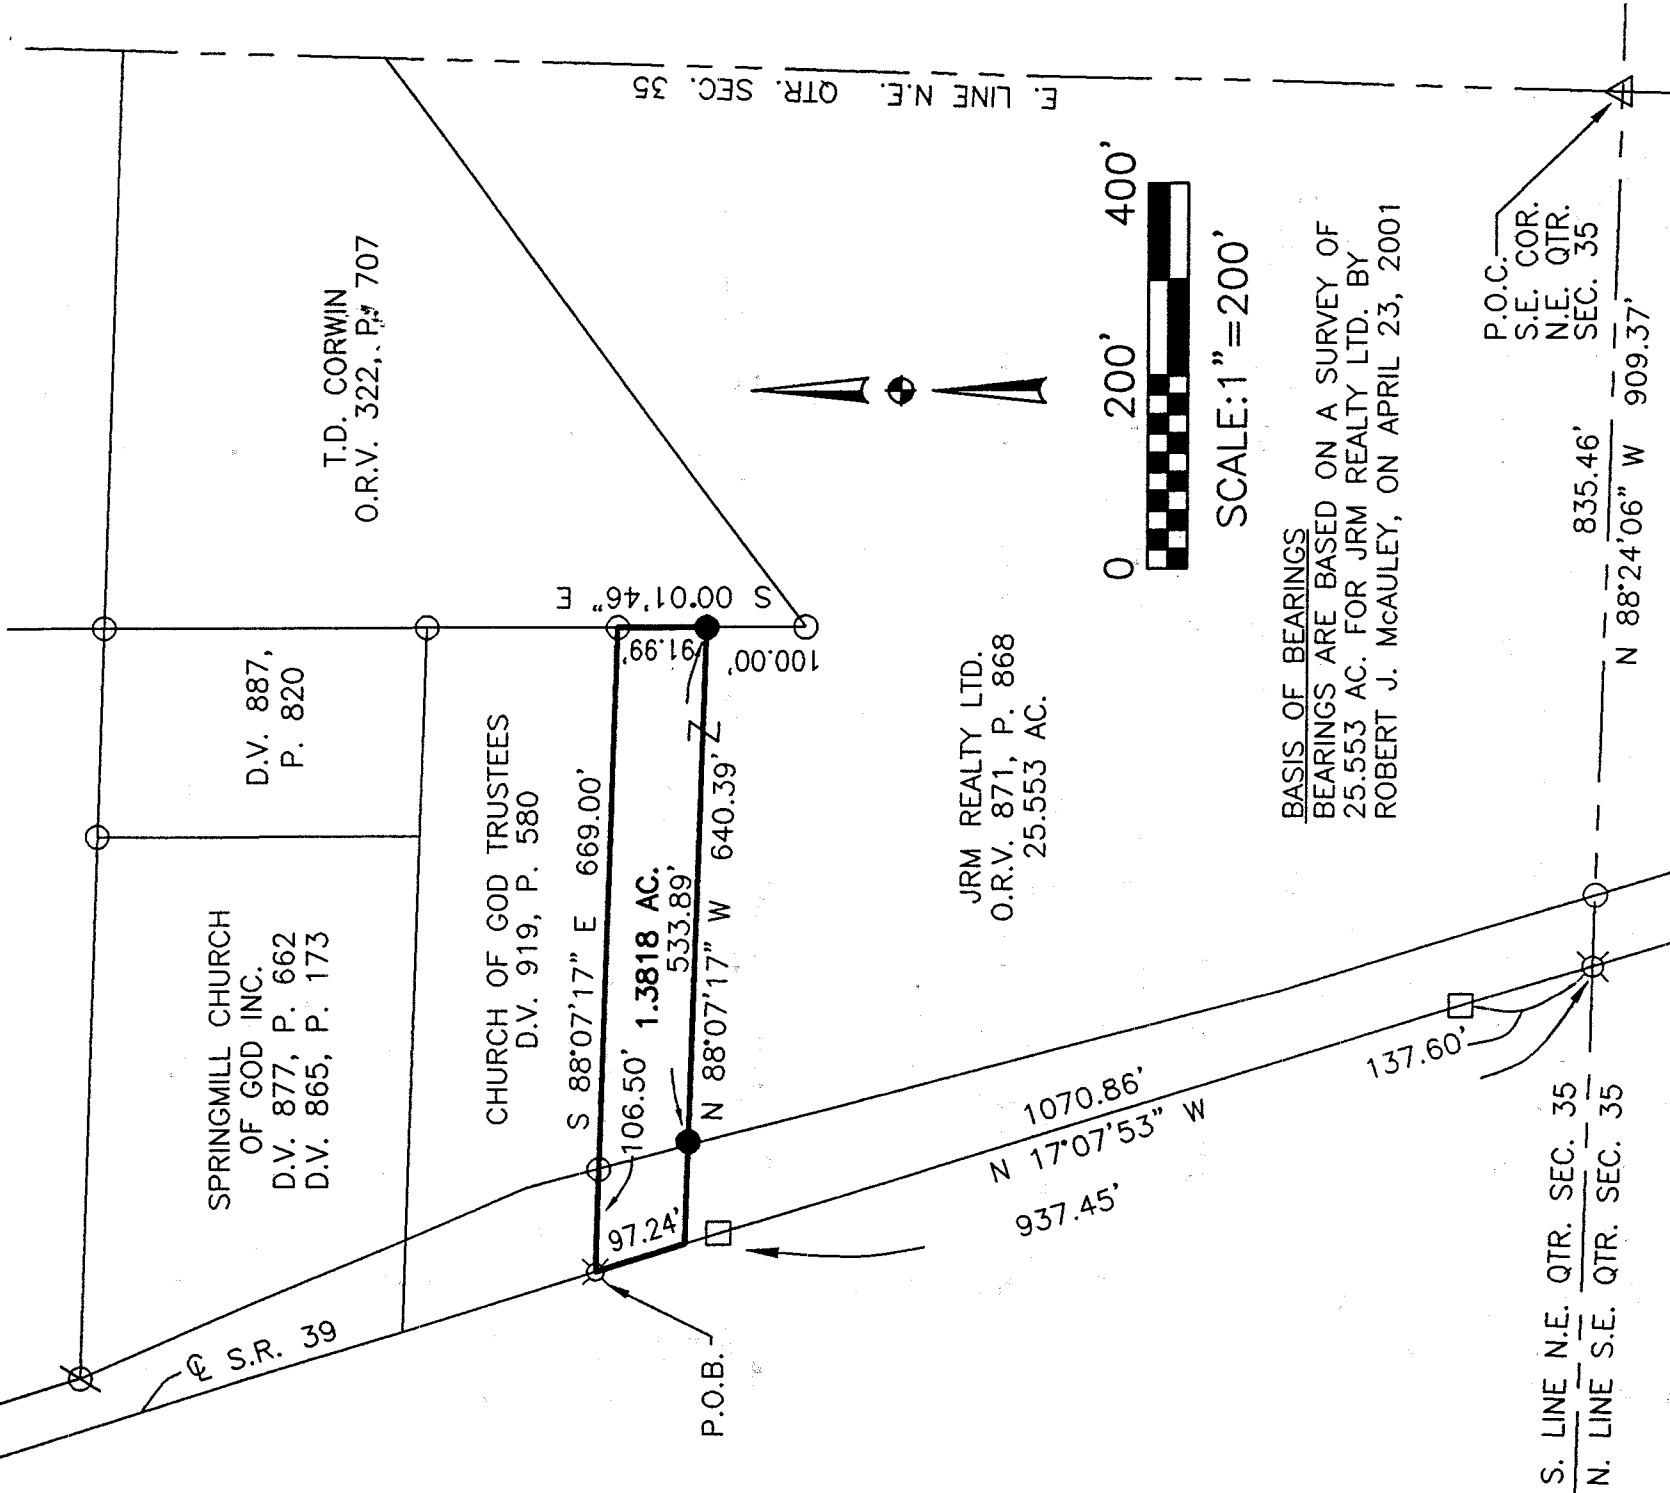 E. LINE N.E. QTR. SEC. 35
T.D. CORWIN
O.R.V. 322, P. 707
D.V. 887,
P. 820
SPRINGMILL CHURCH
OF GOD INC.
D.V. 877, P. 662
D.V. 865, P. 173
CHURCH OF GOD TRUSTEES
D.V. 919, P. 580
S 88°07'17" E 669.00'
S 00°01'46" E
91.99'
100.00'
106.50'
1.3818 AC.
533.89'
N 88°07'17" W 640.39'
97.24'
℄ S.R. 39
P.O.B.
JRM REALTY LTD.
O.R.V. 871, P. 868
25.553 AC.
0 200' 400'
SCALE:1"=200'
BASIS OF BEARINGS
BEARINGS ARE BASED ON A SURVEY OF
25.553 AC. FOR JRM REALTY LTD. BY
ROBERT J. McAULEY, ON APRIL 23, 2001
1070.86'
N 17°07'53" W
937.45'
137.60'
P.O.C.
S.E. COR.
N.E. QTR.
SEC. 35
835.46'
N 88°24'06" W 909.37'
S. LINE N.E. QTR. SEC. 35
N. LINE S.E. QTR. SEC. 35